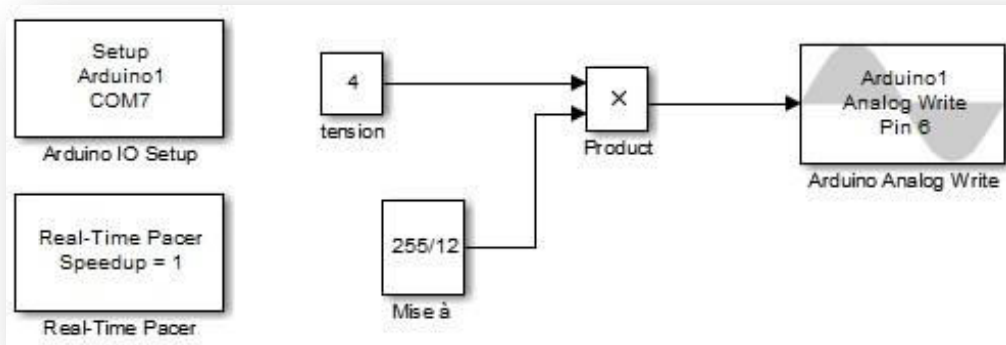 Setup
Arduino1
COM7
Arduino IO Setup
4
tension
×
Product
Arduino1
Analog Write
Pin 6
Arduino Analog Write
Real-Time Pacer
Speedup = 1
Real-Time Pacer
255/12
Mise à